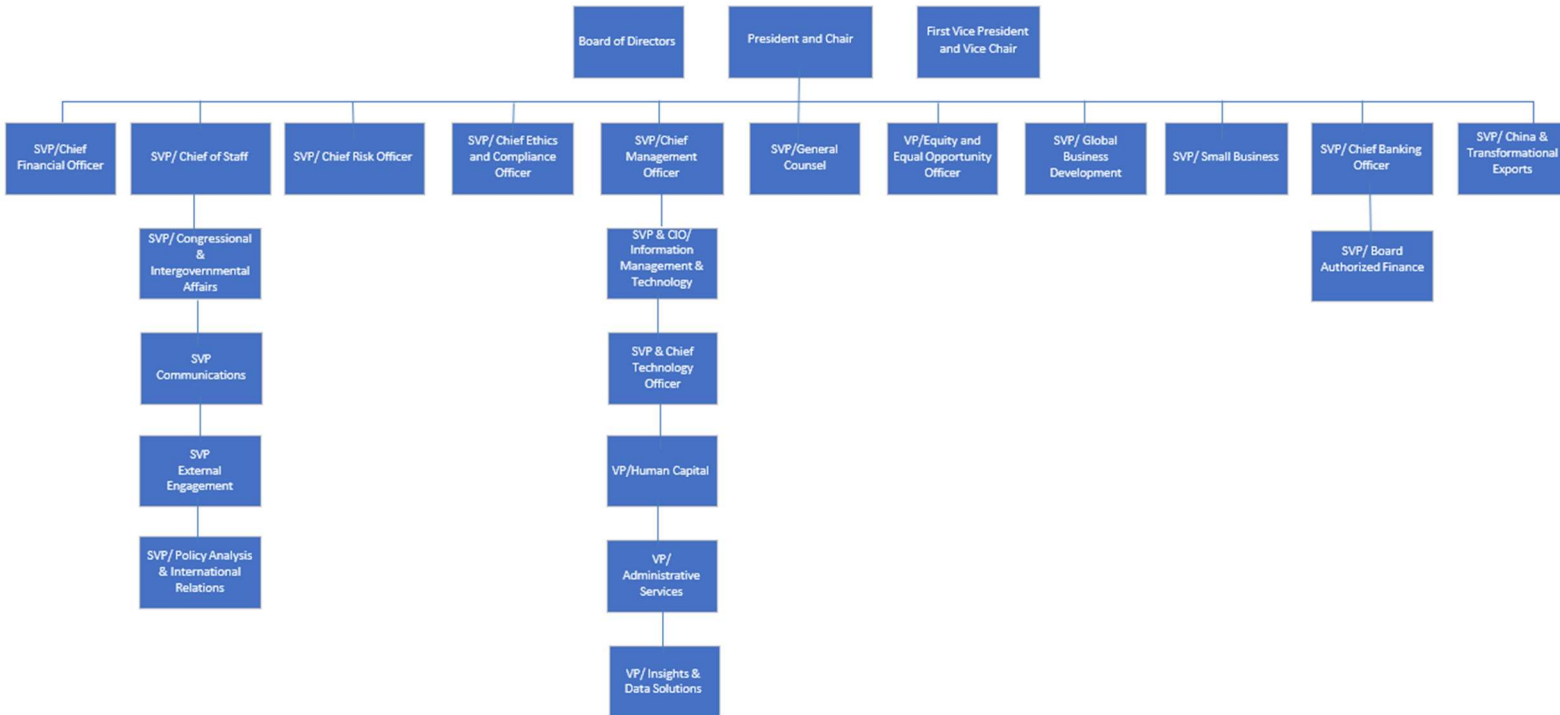 Board of Directors
President and Chair
First Vice President
and Vice Chair
SVP/Chief
Financial Officer
SVP/ Chief of Staff
SVP/ Chief Risk Officer
SVP/ Chief Ethics
and Compliance
Officer
SVP/Chief
Management
Officer
SVP/General
Counsel
VP/Equity and
Equal Opportunity
Officer
SVP/ Global
Business
Development
SVP/ Small Business
SVP/ Chief Banking
Officer
SVP/ China &
Transformational
Exports
SVP/ Congressional
&
Intergovernmental
Affairs
SVP & CIO/
Information
Management &
Technology
SVP/ Board
Authorized Finance
SVP
Communications
SVP & Chief
Technology
Officer
SVP
External
Engagement
VP/Human Capital
SVP/ Policy Analysis
& International
Relations
VP/
Administrative
Services
VP/ Insights &
Data Solutions